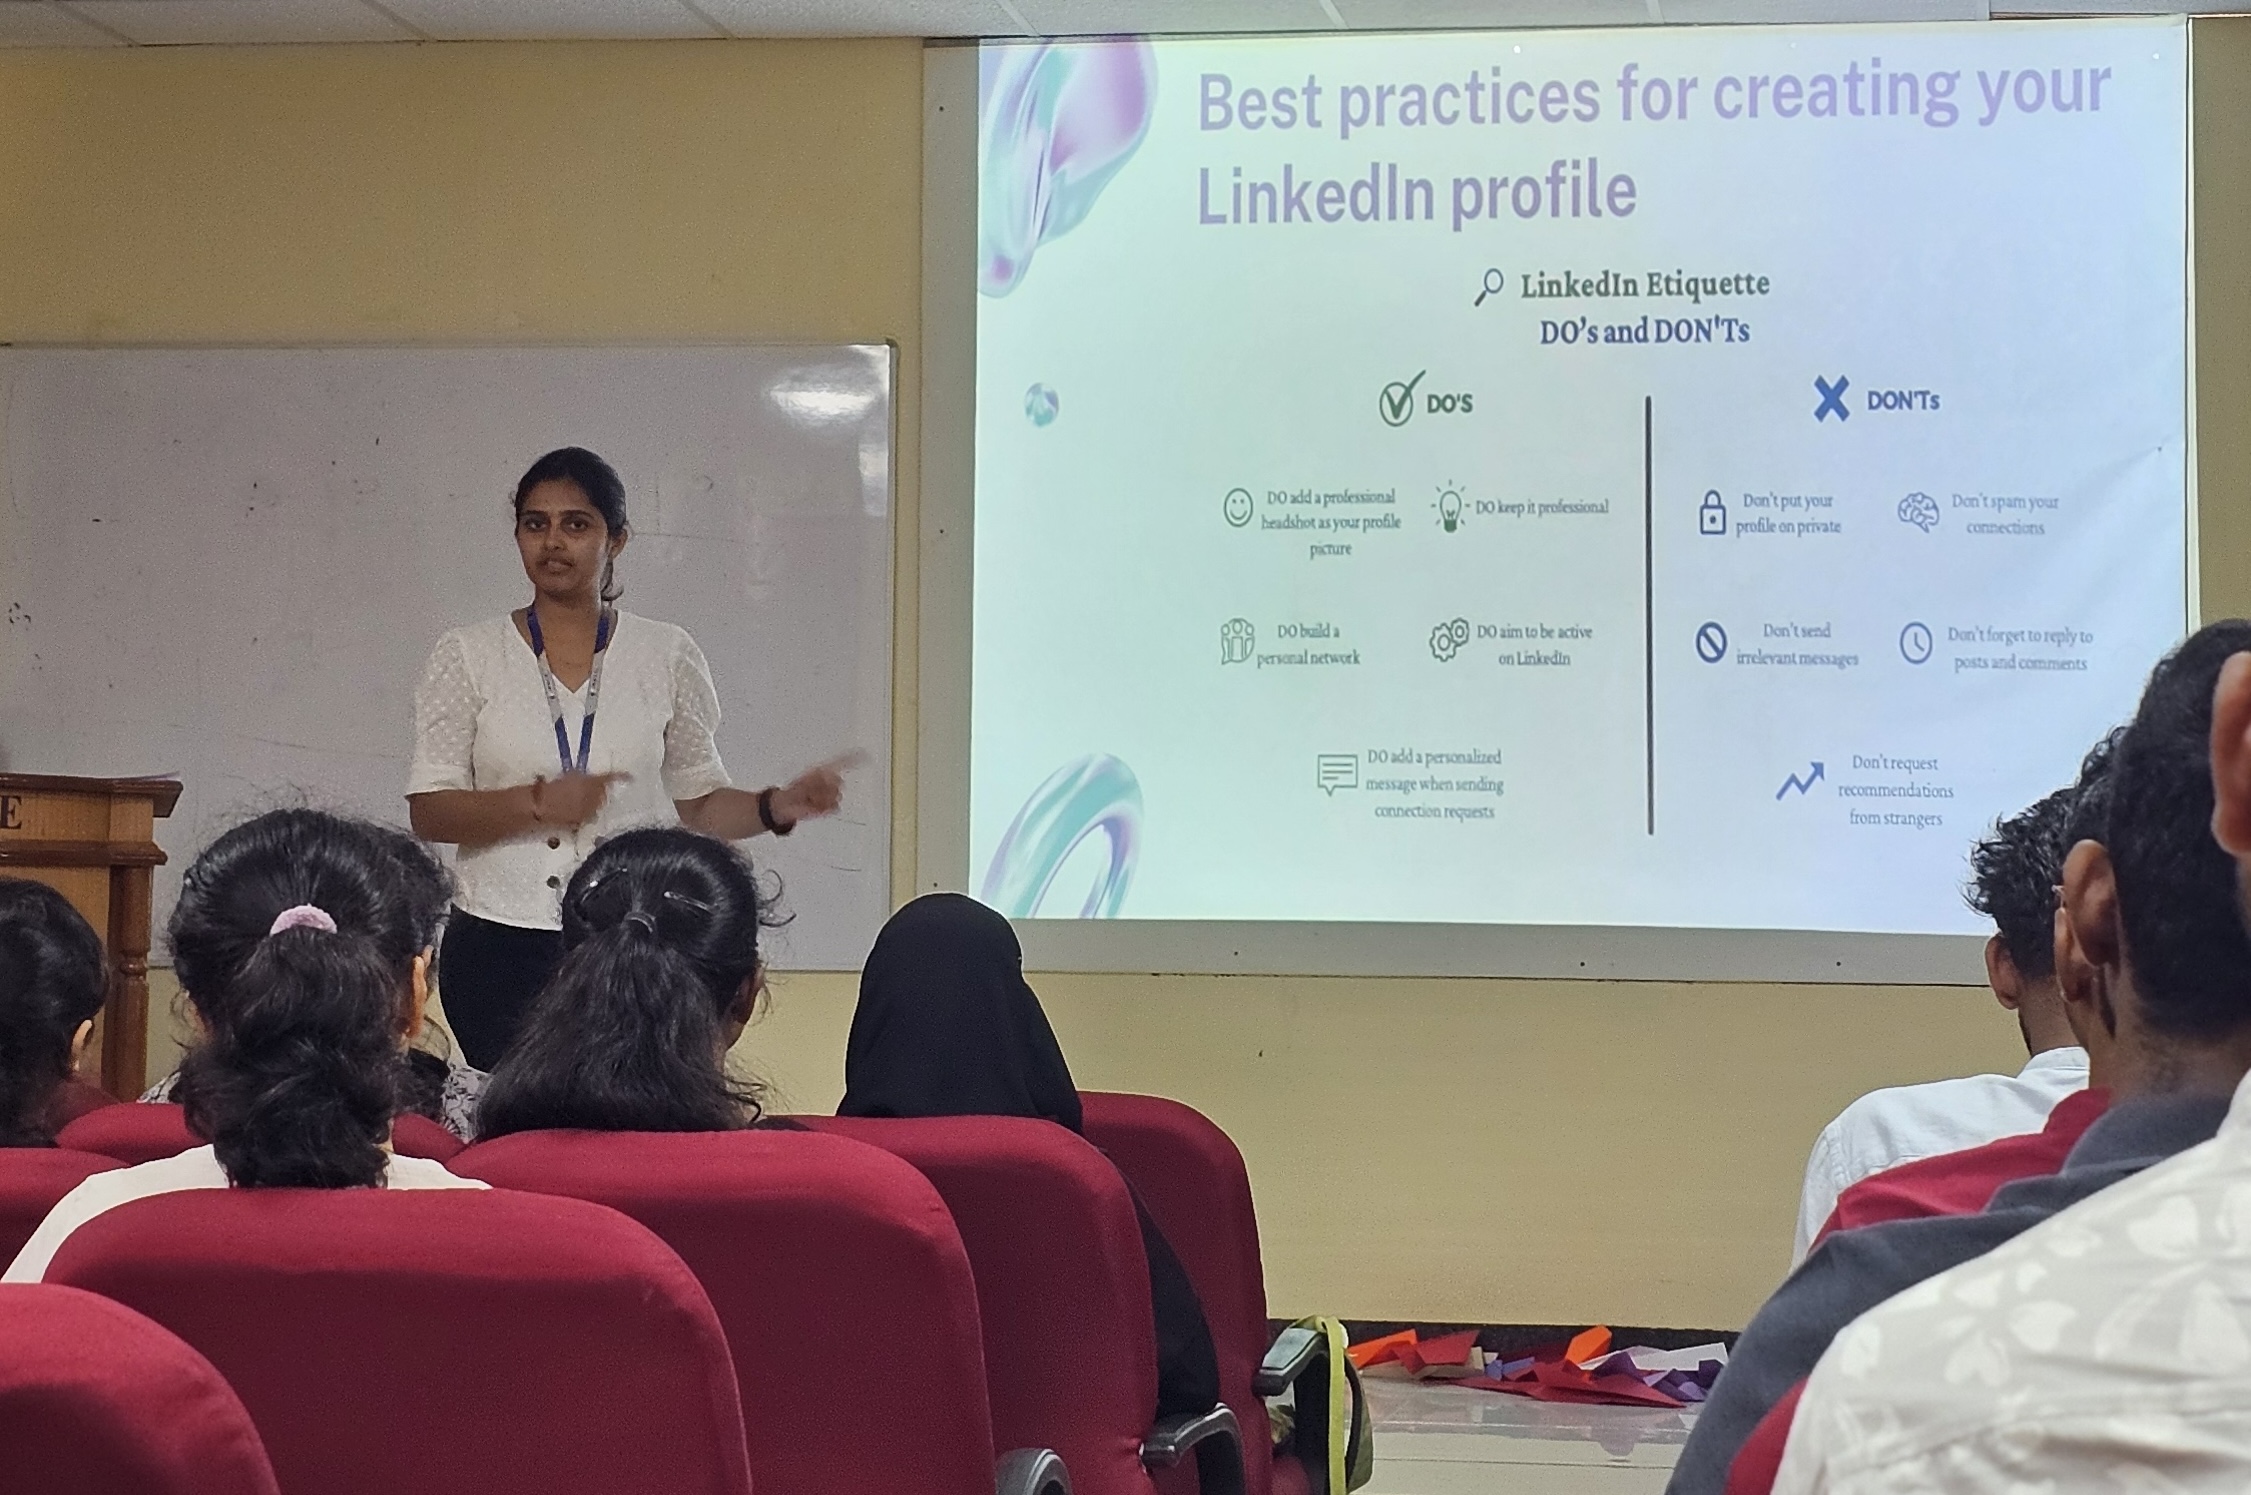 Best practices for creating your
LinkedIn profile
LinkedIn Etiquette
DO's and DON'Ts
DO'S
DON'Ts
DO add a professional
headshot as your profile
picture
DO keep it professional
Don't put your
profile on private
Don't spam your
connections
DO build a
personal network
DO aim to be active
on LinkedIn
Don't send
irrelevant messages
Don't forget to reply to
posts and comments
DO add a personalized
message when sending
connection requests
Don't request
recommendations
from strangers
E